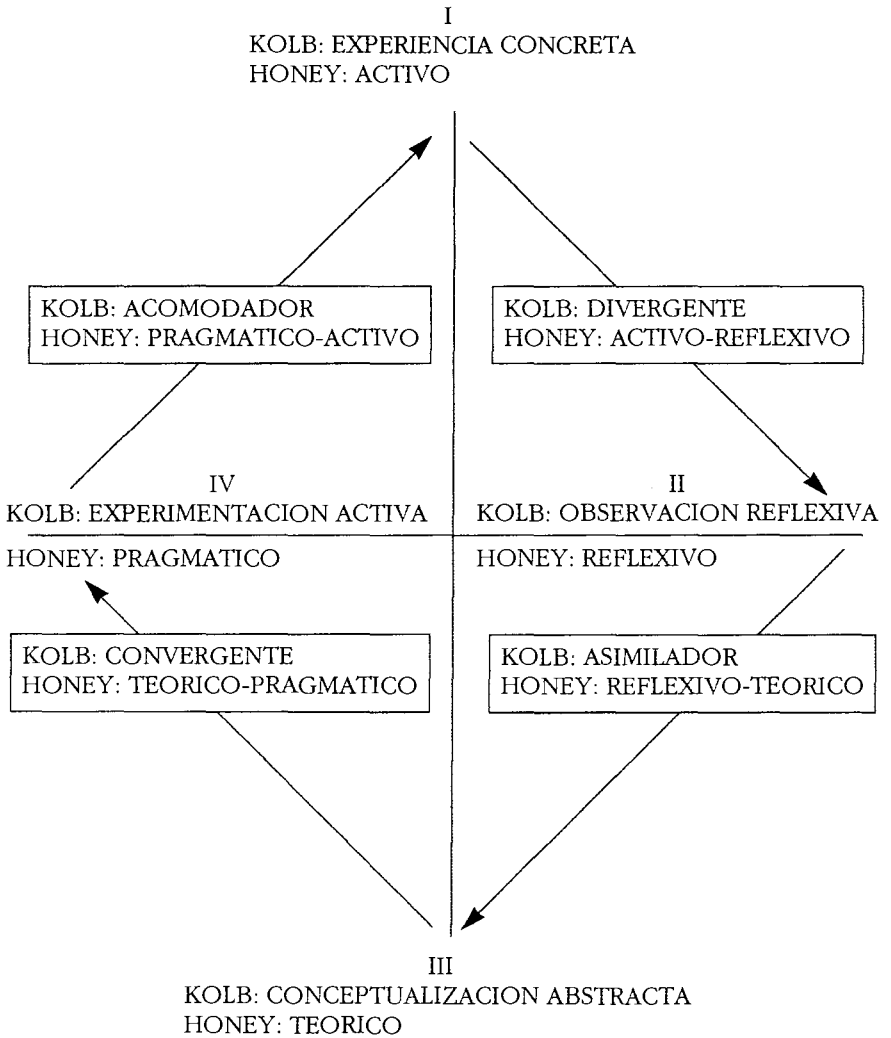 I
KOLB: EXPERIENCIA CONCRETA
HONEY: ACTIVO
KOLB: ACOMODADOR
HONEY: PRAGMATICO-ACTIVO
KOLB: DIVERGENTE
HONEY: ACTIVO-REFLEXIVO
IV
KOLB: EXPERIMENTACION ACTIVA
HONEY: PRAGMATICO
II
KOLB: OBSERVACION REFLEXIVA
HONEY: REFLEXIVO
KOLB: CONVERGENTE
HONEY: TEORICO-PRAGMATICO
KOLB: ASIMILADOR
HONEY: REFLEXIVO-TEORICO
III
KOLB: CONCEPTUALIZACION ABSTRACTA
HONEY: TEORICO